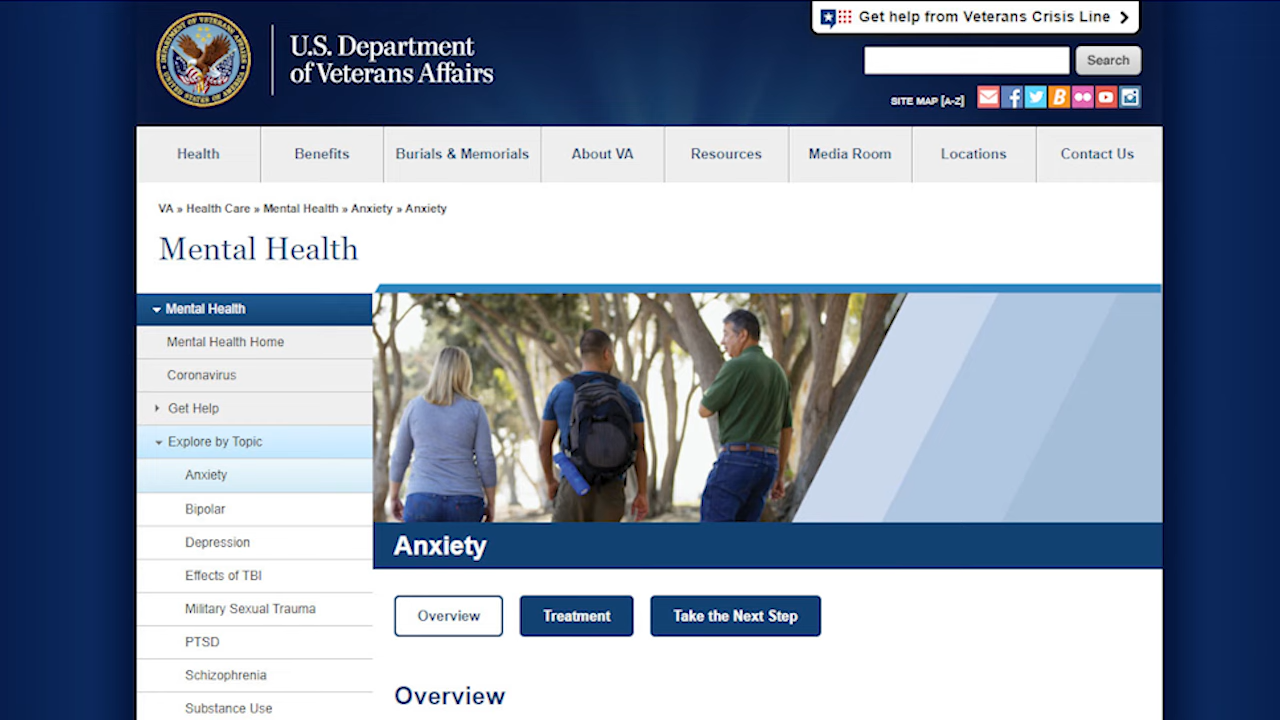 Get help from Veterans Crisis Line
U.S. Department
of Veterans Affairs
Search
SITE MAP [A-Z]
Health
Benefits
Burials & Memorials
About VA
Resources
Media Room
Locations
Contact Us
VA » Health Care » Mental Health » Anxiety » Anxiety
Mental Health
Mental Health
Mental Health Home
Coronavirus
Get Help
Explore by Topic
Anxiety
Bipolar
Depression
Effects of TBI
Military Sexual Trauma
PTSD
Schizophrenia
Substance Use
Anxiety
Overview
Treatment
Take the Next Step
Overview